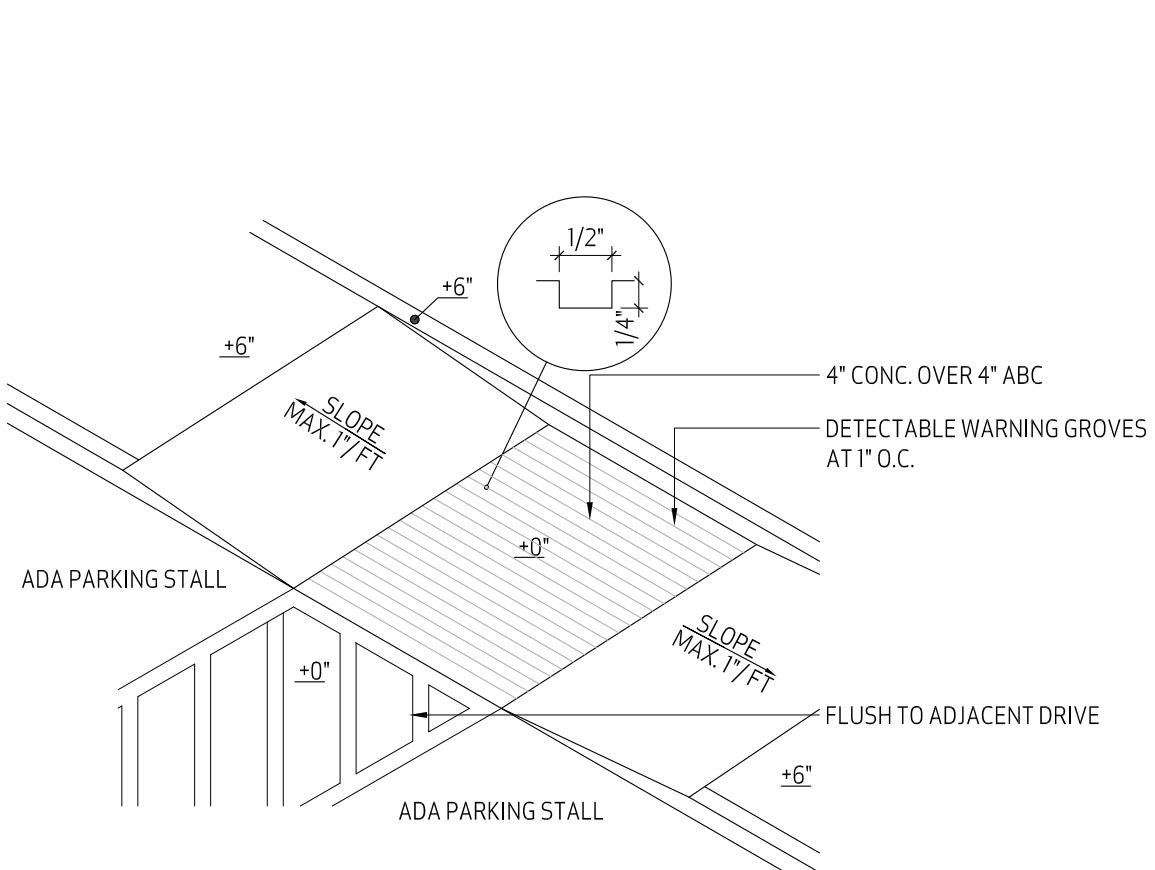 1/2"
+6"
1/4"
+6"
4" CONC. OVER 4" ABC
SLOPE
MAX. 1"/FT
DETECTABLE WARNING GROVES
AT 1" O.C.
+0"
ADA PARKING STALL
SLOPE
MAX. 1"/FT
+0"
FLUSH TO ADJACENT DRIVE
+6"
ADA PARKING STALL